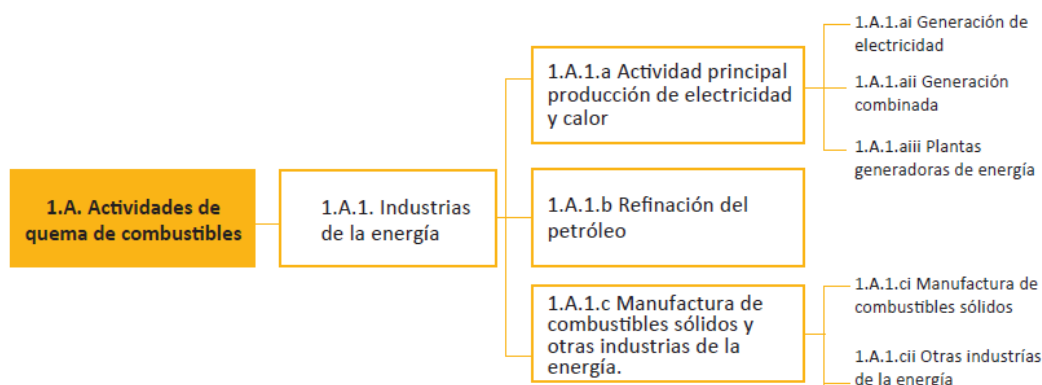 1.A. Actividades de
quema de combustibles
1.A.1. Industrias
de la energía
1.A.1.a Actividad principal
producción de electricidad
y calor
1.A.1.ai Generación de
electricidad
1.A.1.aii Generación
combinada
1.A.1.aiii Plantas
generadoras de energía
1.A.1.b Refinación del
petróleo
1.A.1.c Manufactura de
combustibles sólidos y
otras industrias de la
energía.
1.A.1.ci Manufactura de
combustibles sólidos
1.A.1.cii Otras industrías
de la energía